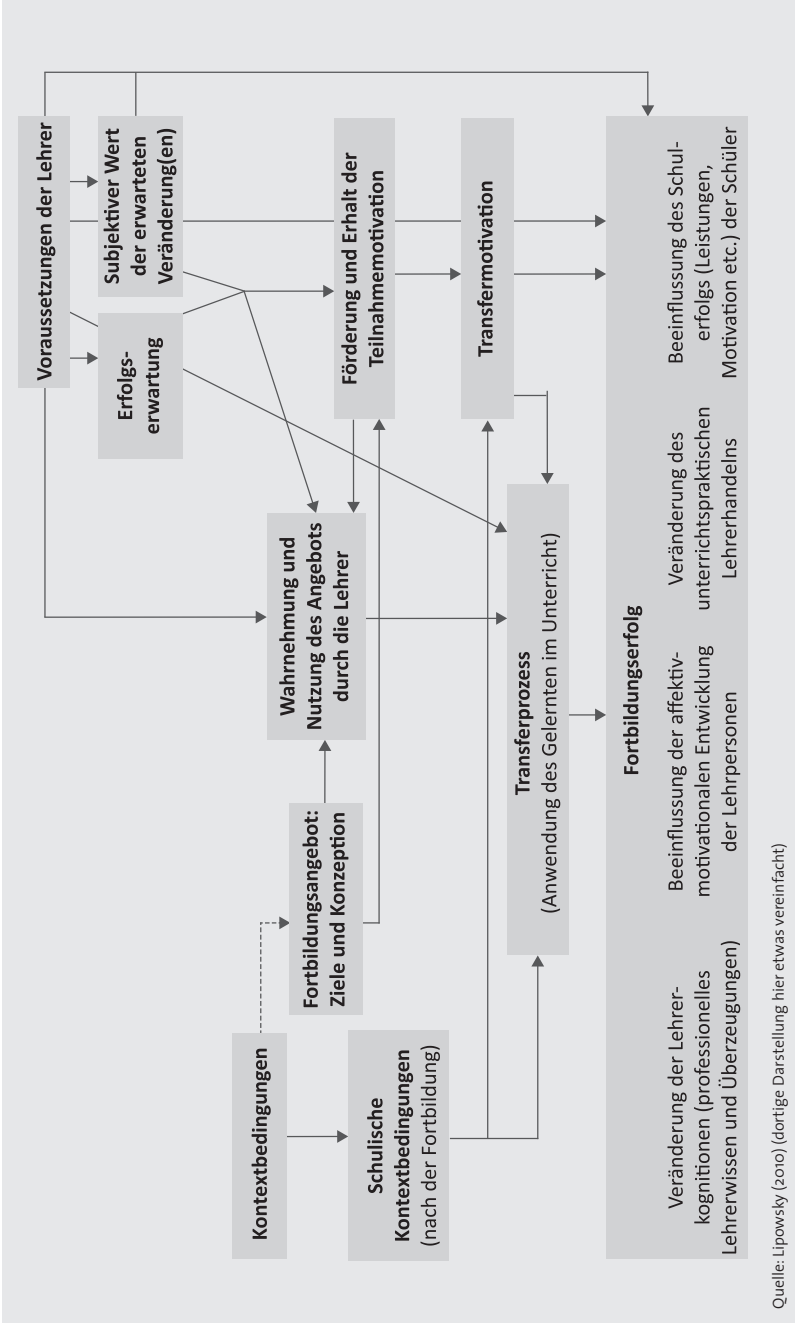 Voraussetzungen der Lehrer
Subjektiver Wert
der erwarteten
Veränderung(en)
Erfolgs-
erwartung
Kontextbedingungen
Fortbildungsangebot:
Ziele und Konzeption
Wahrnehmung und
Nutzung des Angebots
durch die Lehrer
Förderung und Erhalt der
Teilnahmemotivation
Schulische
Kontextbedingungen
(nach der Fortbildung)
Transfermotivation
Transferprozess
(Anwendung des Gelernten im Unterricht)
Fortbildungserfolg
Veränderung der Lehrer-
kognitionen (professionelles
Lehrerwissen und Überzeugungen)
Beeinflussung der affektiv-
motivationalen Entwicklung
der Lehrpersonen
Veränderung des
unterrichtspraktischen
Lehrerhandelns
Beeinflussung des Schul-
erfolgs (Leistungen,
Motivation etc.) der Schüler
Quelle: Lipowsky (2010) (dortige Darstellung hier etwas vereinfacht)